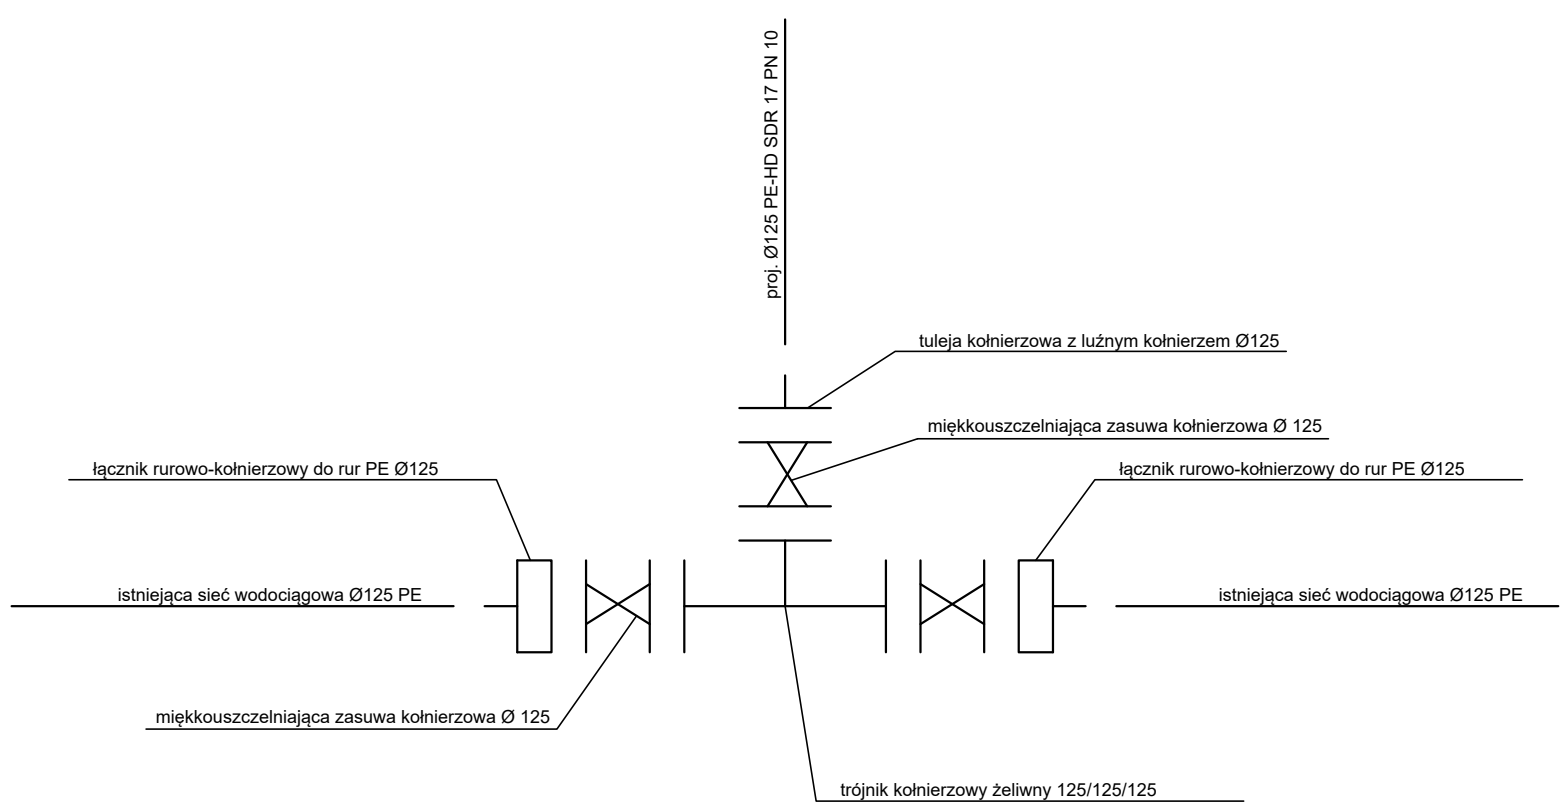 proj. Ø125 PE-HD SDR 17 PN 10
tuleja kołnierzowa z luźnym kołnierzem Ø125
miękkouszczelniająca zasuwa kołnierzowa Ø 125
łącznik rurowo-kołnierzowy do rur PE Ø125
łącznik rurowo-kołnierzowy do rur PE Ø125
istniejąca sieć wodociągowa Ø125 PE
istniejąca sieć wodociągowa Ø125 PE
miękkouszczelniająca zasuwa kołnierzowa Ø 125
trójnik kołnierzowy żeliwny 125/125/125